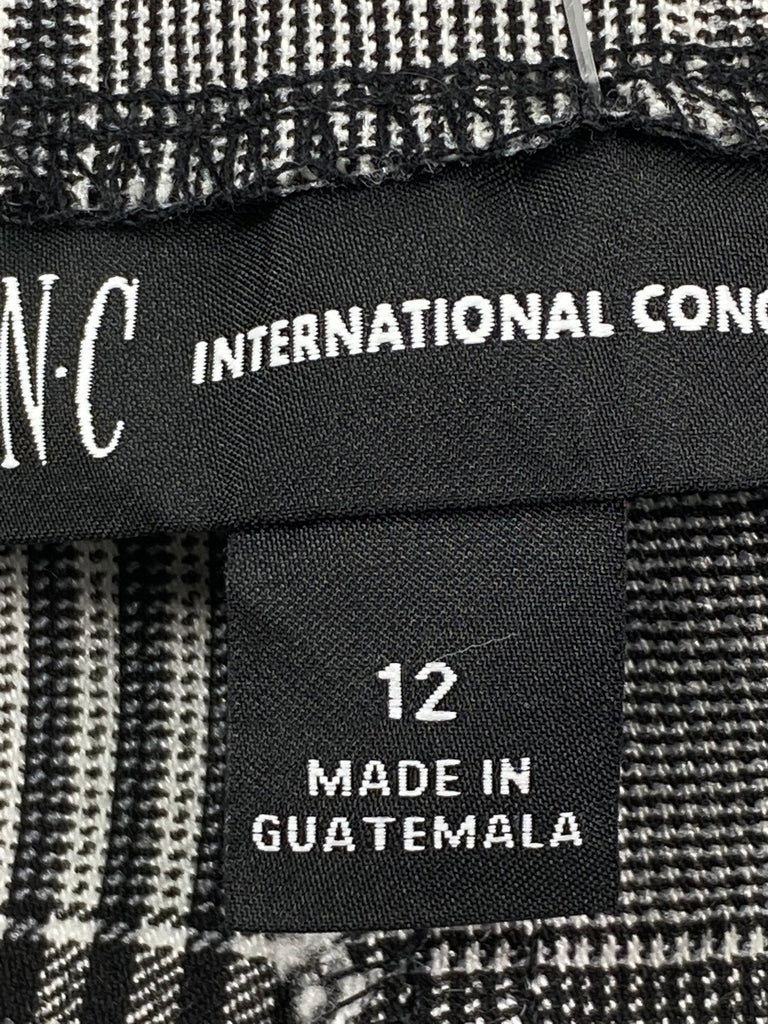 N·C INTERNATIONAL CONC
12
MADE IN
GUATEMALA